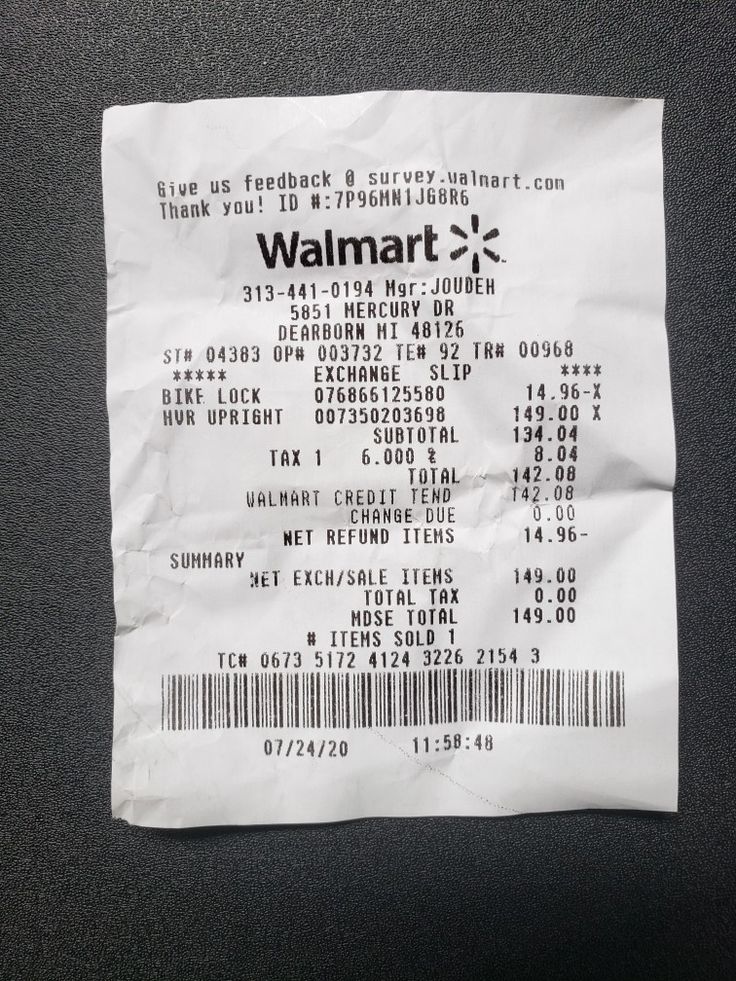 Give us feedback @ survey.walmart.com
Thank you! ID #:7P96MN1JG8R6
Walmart
313-441-0194 Mgr:JOUDEH
5851 MERCURY DR
DEARBORN MI 48126
ST# 04383 OP# 003732 TE# 92 TR# 00968
***** EXCHANGE SLIP ****
BIKE LOCK 076866125580 14.96-X
HVR UPRIGHT 007350203698 149.00 X
SUBTOTAL 134.04
TAX 1 6.000 % 8.04
TOTAL 142.08
WALMART CREDIT TEND 142.08
CHANGE DUE 0.00
NET REFUND ITEMS 14.96-
SUMMARY
NET EXCH/SALE ITEMS 149.00
TOTAL TAX 0.00
MDSE TOTAL 149.00
# ITEMS SOLD 1
TC# 0673 5172 4124 3226 2154 3
07/24/20 11:58:48